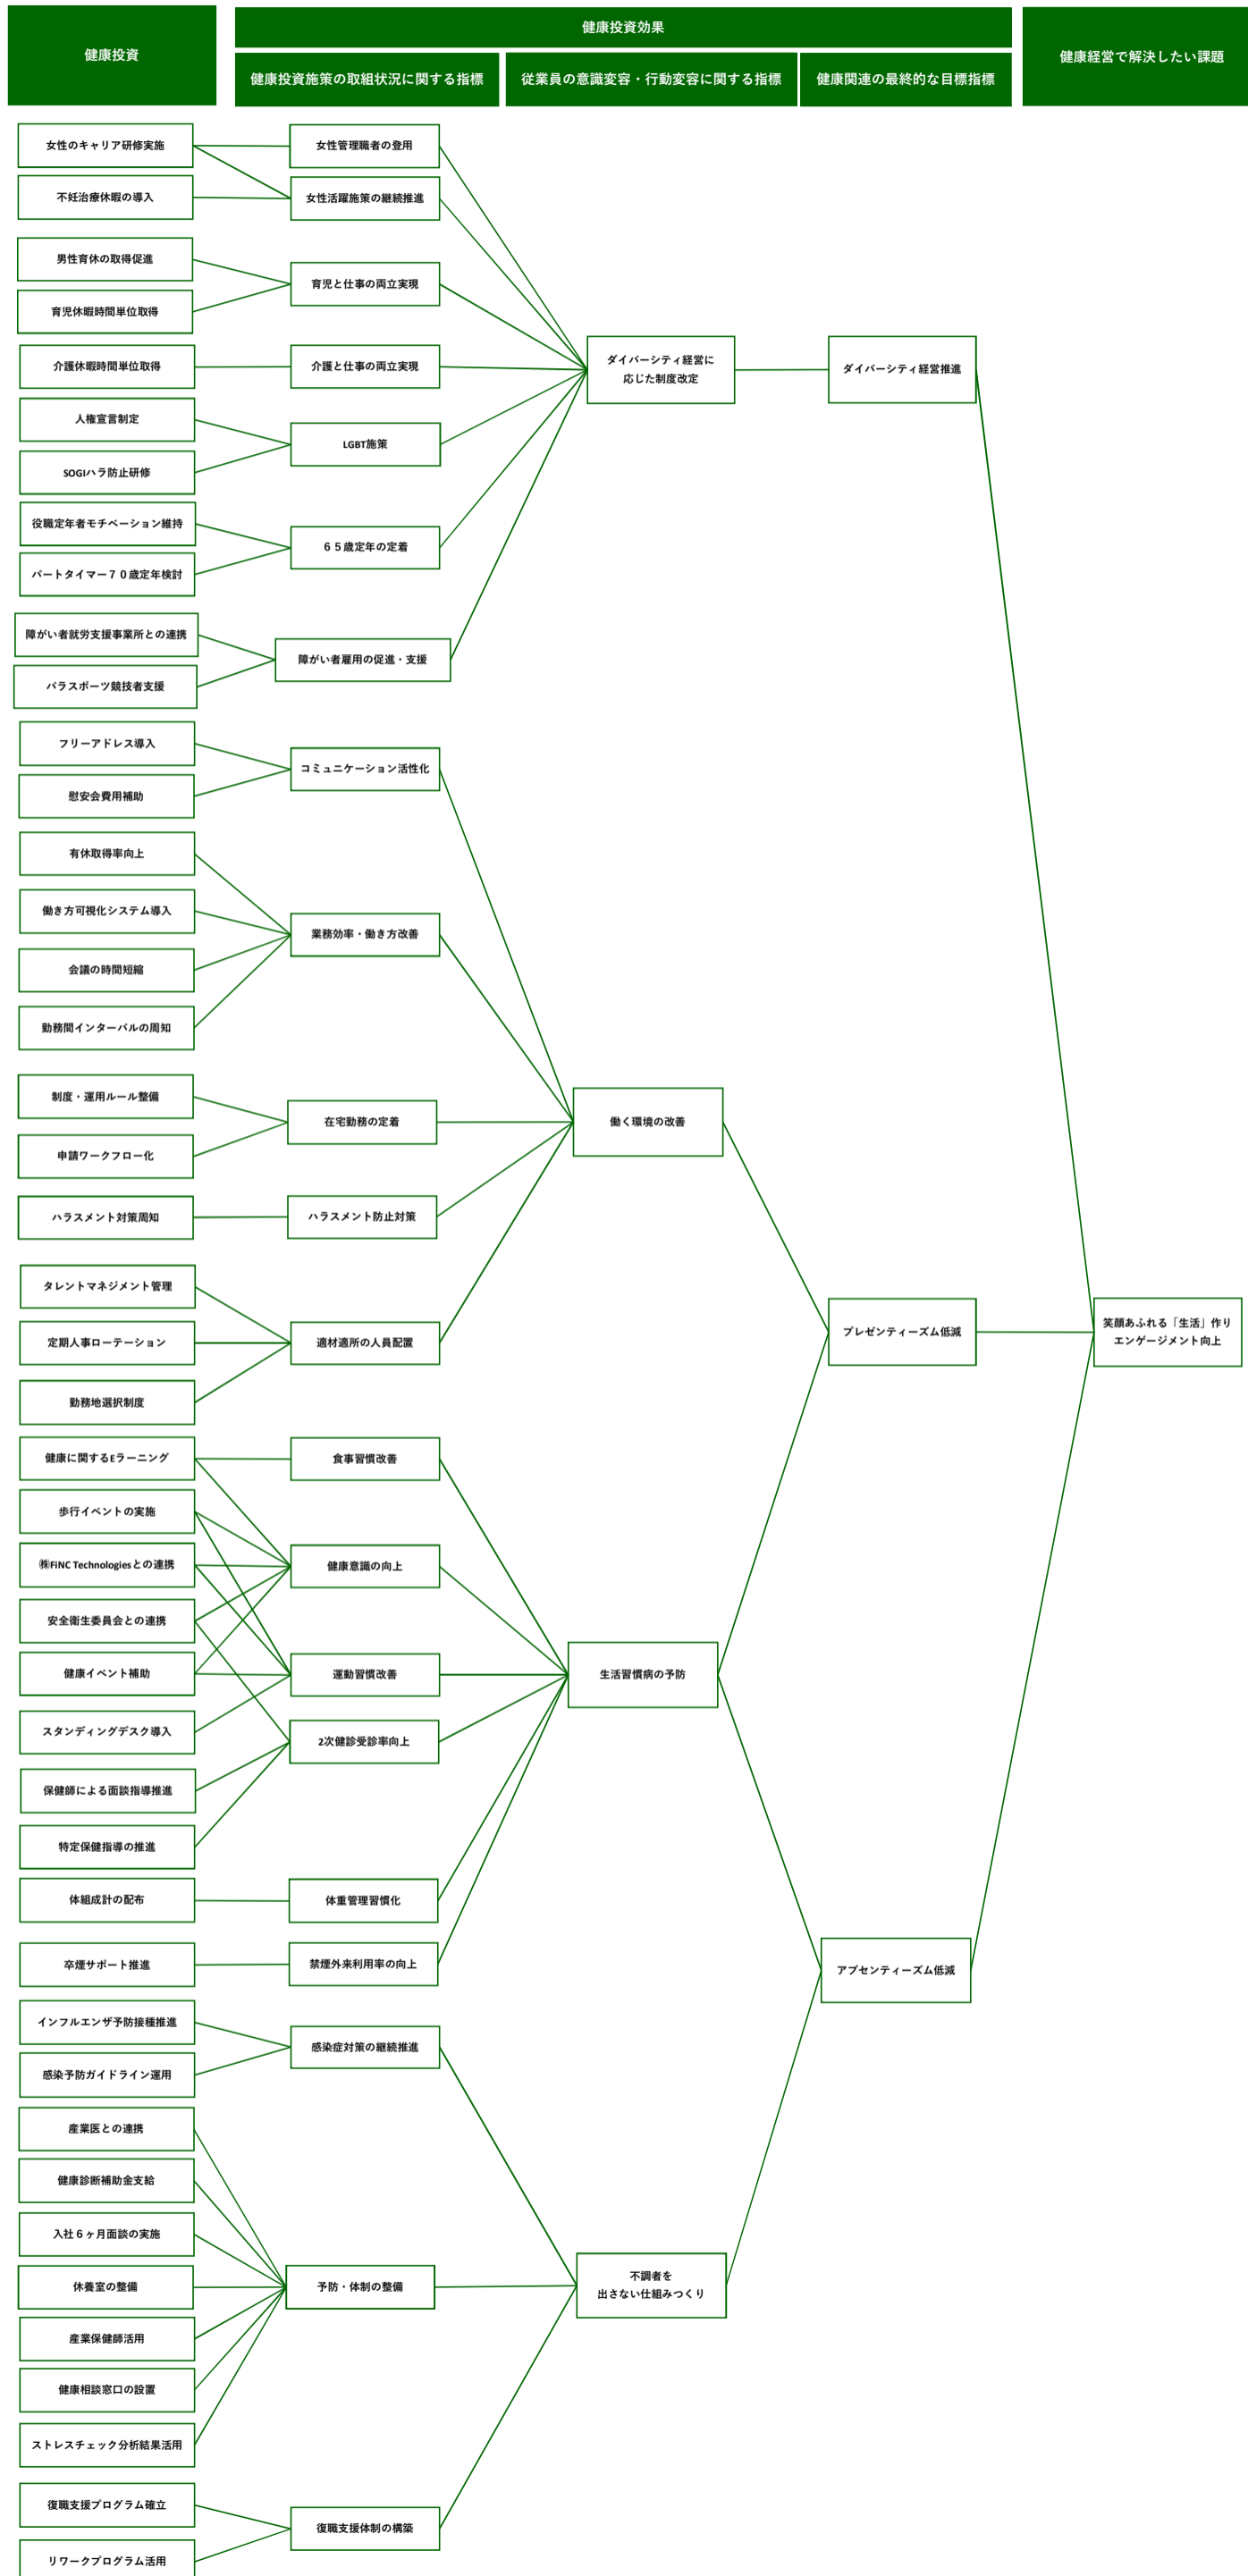 健康投資
健康投資効果
健康経営で解決したい課題
健康投資施策の取組状況に関する指標
従業員の意識変容・行動変容に関する指標
健康関連の最終的な目標指標
女性のキャリア研修実施
不妊治療休暇の導入
男性育休の取得促進
育児休暇時間単位取得
介護休暇時間単位取得
人権宣言制定
SOGIハラ防止研修
役職定年者モチベーション維持
パートタイマー７０歳定年検討
障がい者就労支援事業所との連携
パラスポーツ競技者支援
フリーアドレス導入
慰安会費用補助
有休取得率向上
働き方可視化システム導入
会議の時間短縮
勤務間インターバルの周知
制度・運用ルール整備
申請ワークフロー化
ハラスメント対策周知
タレントマネジメント管理
定期人事ローテーション
勤務地選択制度
健康に関するEラーニング
歩行イベントの実施
㈱FiNC Technologiesとの連携
安全衛生委員会との連携
健康イベント補助
スタンディングデスク導入
保健師による面談指導推進
特定保健指導の推進
体組成計の配布
卒煙サポート推進
インフルエンザ予防接種推進
感染予防ガイドライン運用
産業医との連携
健康診断補助金支給
入社６ヶ月面談の実施
休養室の整備
産業保健師活用
健康相談窓口の設置
ストレスチェック分析結果活用
復職支援プログラム確立
リワークプログラム活用
女性管理職者の登用
女性活躍施策の継続推進
育児と仕事の両立実現
介護と仕事の両立実現
LGBT施策
６５歳定年の定着
障がい者雇用の促進・支援
コミュニケーション活性化
業務効率・働き方改善
在宅勤務の定着
ハラスメント防止対策
適材適所の人員配置
食事習慣改善
健康意識の向上
運動習慣改善
2次健診受診率向上
体重管理習慣化
禁煙外来利用率の向上
感染症対策の継続推進
予防・体制の整備
復職支援体制の構築
ダイバーシティ経営に
応じた制度改定
働く環境の改善
生活習慣病の予防
不調者を
出さない仕組みつくり
ダイバーシティ経営推進
プレゼンティーズム低減
アブセンティーズム低減
笑顔あふれる「生活」作り
エンゲージメント向上